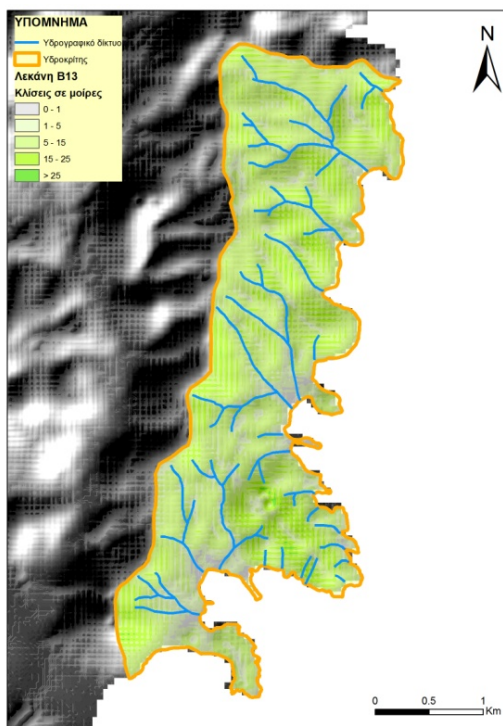 ΥΠΟΜΝΗΜΑ
Υδρογραφικό δίκτυο
Υδροκρίτης
Λεκάνη Β13
Κλίσεις σε μοίρες
0 - 1
1 - 5
5 - 15
15 - 25
> 25
N
0 0.5 1
Km